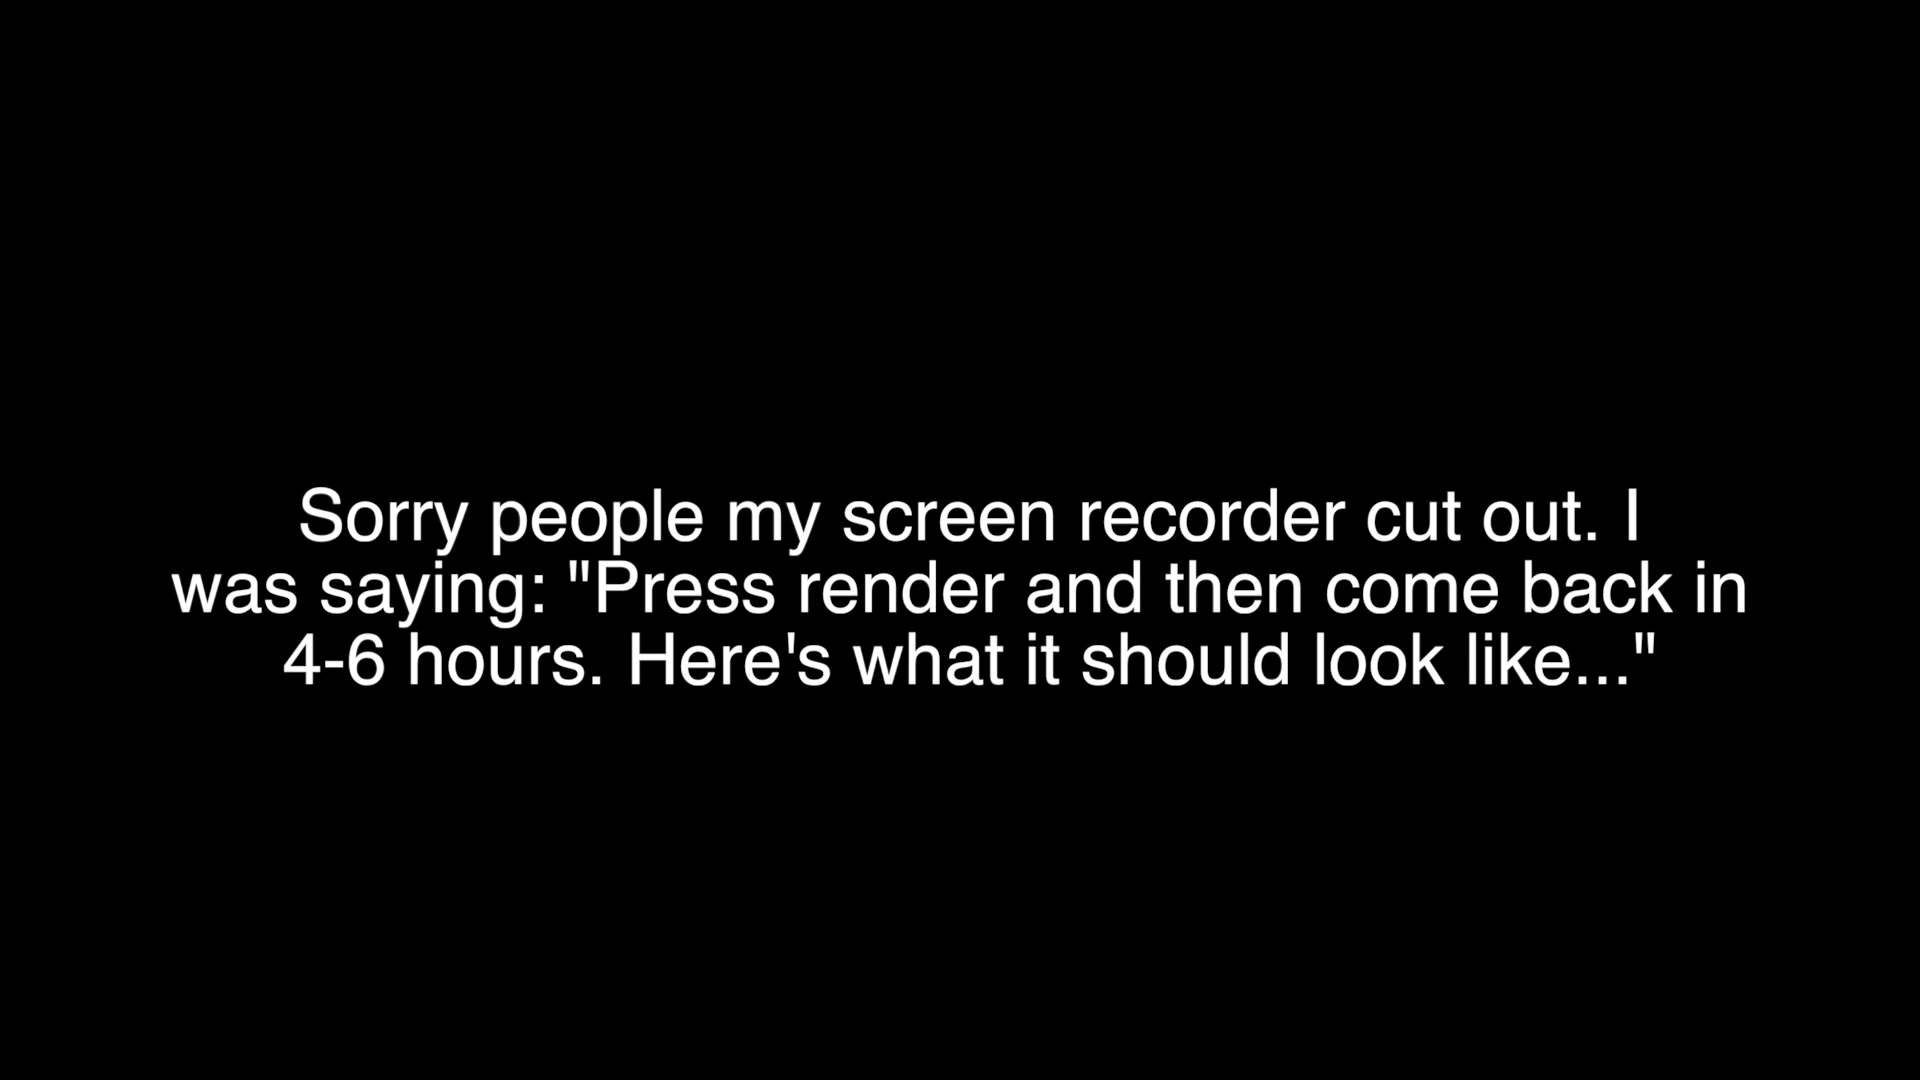 Sorry people my screen recorder cut out. I
was saying: "Press render and then come back in
4-6 hours. Here's what it should look like..."